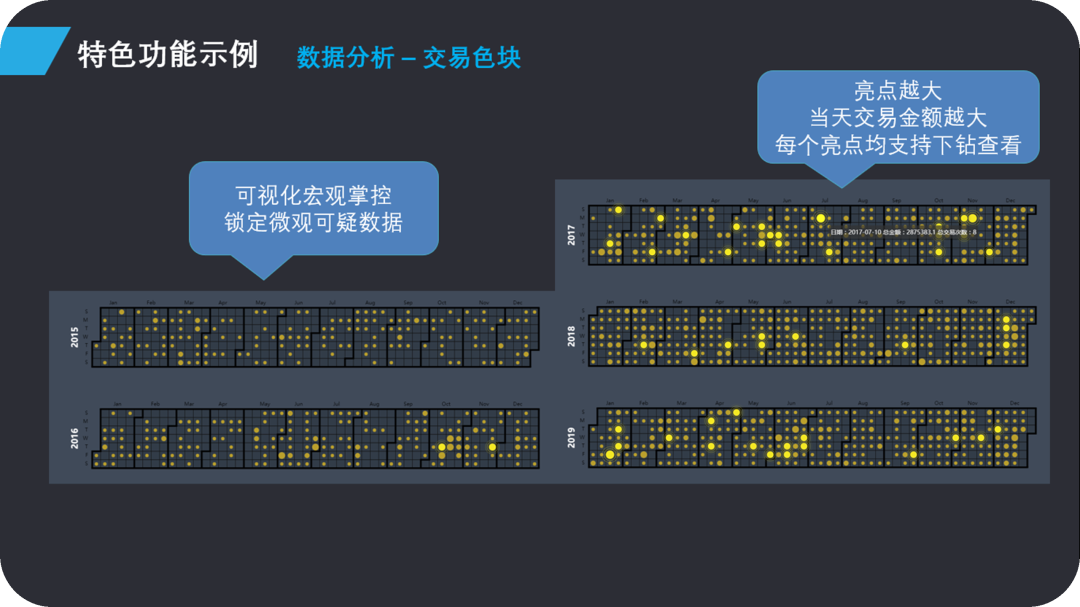 特色功能示例
数据分析 – 交易色块
亮点越大
当天交易金额越大
每个亮点均支持下钻查看
可视化宏观掌控
锁定微观可疑数据
2017
Jan Feb Mar Apr May Jun Jul Aug Sep Oct Nov Dec
日期：2017-07-10 总金额：2875383.1 总交易次数：8
2015
Jan Feb Mar Apr May Jun Jul Aug Sep Oct Nov Dec
2018
Jan Feb Mar Apr May Jun Jul Aug Sep Oct Nov Dec
2016
Jan Feb Mar Apr May Jun Jul Aug Sep Oct Nov Dec
2019
Jan Feb Mar Apr May Jun Jul Aug Sep Oct Nov Dec